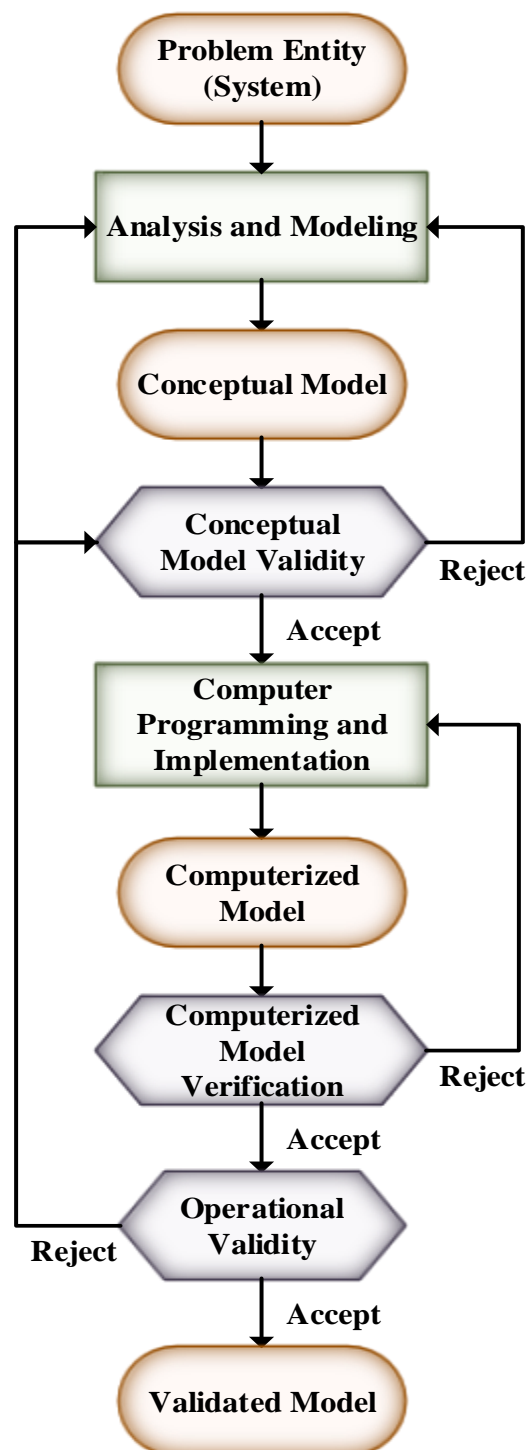 Problem Entity
(System)
Analysis and Modeling
Conceptual Model
Conceptual
Model Validity
Reject
Accept
Computer
Programming and
Implementation
Computerized
Model
Computerized
Model
Verification
Reject
Accept
Operational
Validity
Reject
Accept
Validated Model